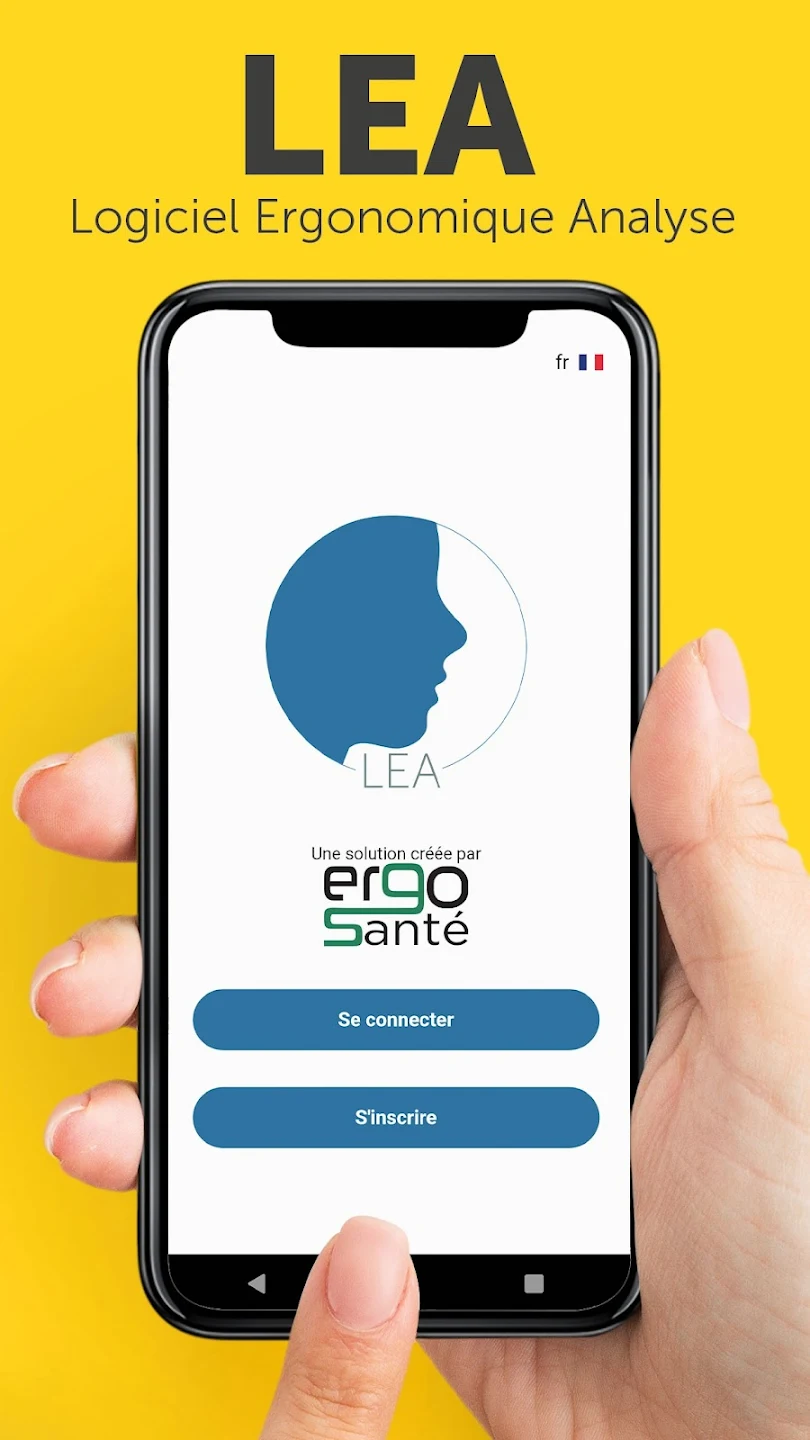 LEA
Logiciel Ergonomique Analyse
fr
LEA
Une solution créée par
ergo
Santé
Se connecter
S'inscrire